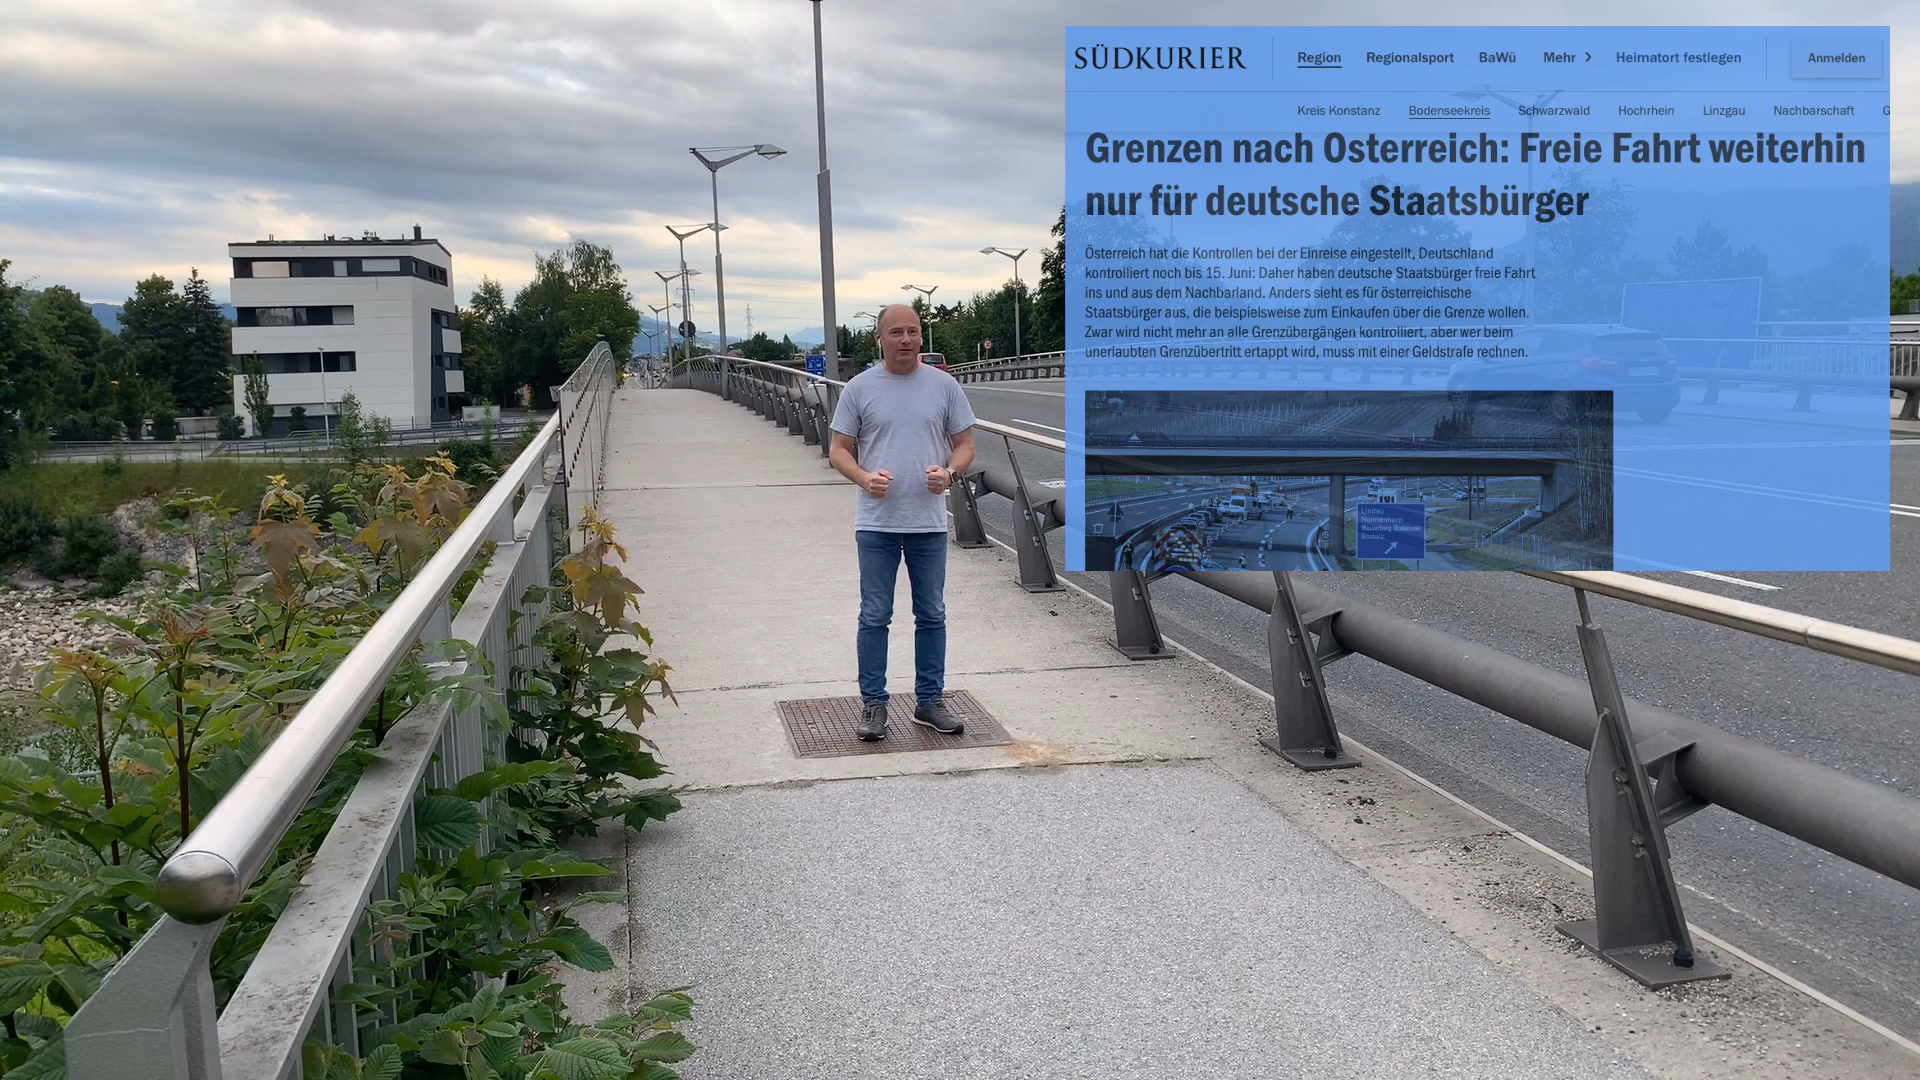 SÜDKURIER
Region Regionalsport BaWü Mehr Heimatort festlegen Anmelden
Kreis Konstanz Bodenseekreis Schwarzwald Hochrhein Linzgau Nachbarschaft G
Grenzen nach Osterreich: Freie Fahrt weiterhin
nur für deutsche Staatsbürger
Österreich hat die Kontrollen bei der Einreise eingestellt, Deutschland
kontrolliert noch bis 15. Juni: Daher haben deutsche Staatsbürger freie Fahrt
ins und aus dem Nachbarland. Anders sieht es für österreichische
Staatsbürger aus, die beispielsweise zum Einkaufen über die Grenze wollen.
Zwar wird nicht mehr an alle Grenzübergängen kontrolliert, aber wer beim
unerlaubten Grenzübertritt ertappt wird, muss mit einer Geldstrafe rechnen.
Lindau
Nonnenhorn
Wasserburg (Bodensee)
Bodolz